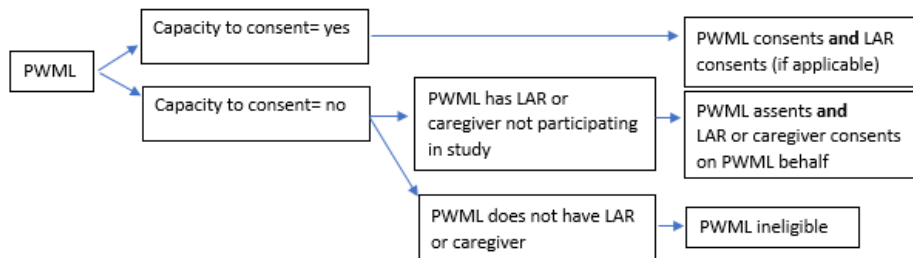 PWML
Capacity to consent= yes
PWML consents and LAR
consents (if applicable)
Capacity to consent= no
PWML has LAR or
caregiver not participating
in study
PWML assents and
LAR or caregiver consents
on PWML behalf
PWML does not have LAR
or caregiver
PWML ineligible